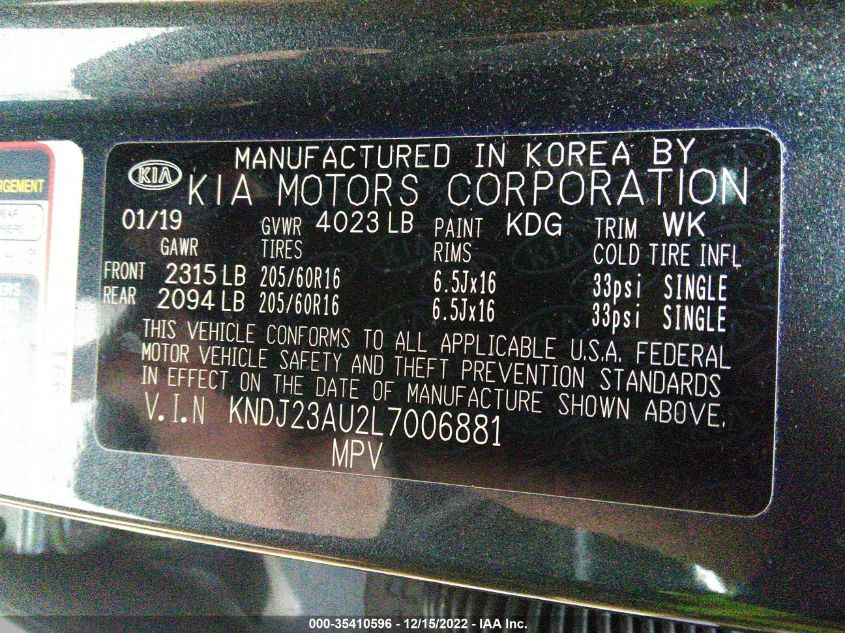 MANUFACTURED IN KOREA BY
KIA KIA MOTORS CORPORATION
01/19 GVWR 4023 LB PAINT KDG TRIM WK
GAWR TIRES RIMS COLD TIRE INFL
FRONT 2315 LB 205/60R16 6.5Jx16 33psi SINGLE
REAR 2094 LB 205/60R16 6.5Jx16 33psi SINGLE
THIS VEHICLE CONFORMS TO ALL APPLICABLE U.S.A. FEDERAL
MOTOR VEHICLE SAFETY AND THEFT PREVENTION STANDARDS
IN EFFECT ON THE DATE OF MANUFACTURE SHOWN ABOVE.
V.I.N KNDJ23AU2L7006881
MPV
000-35410596 - 12/15/2022 - IAA Inc.